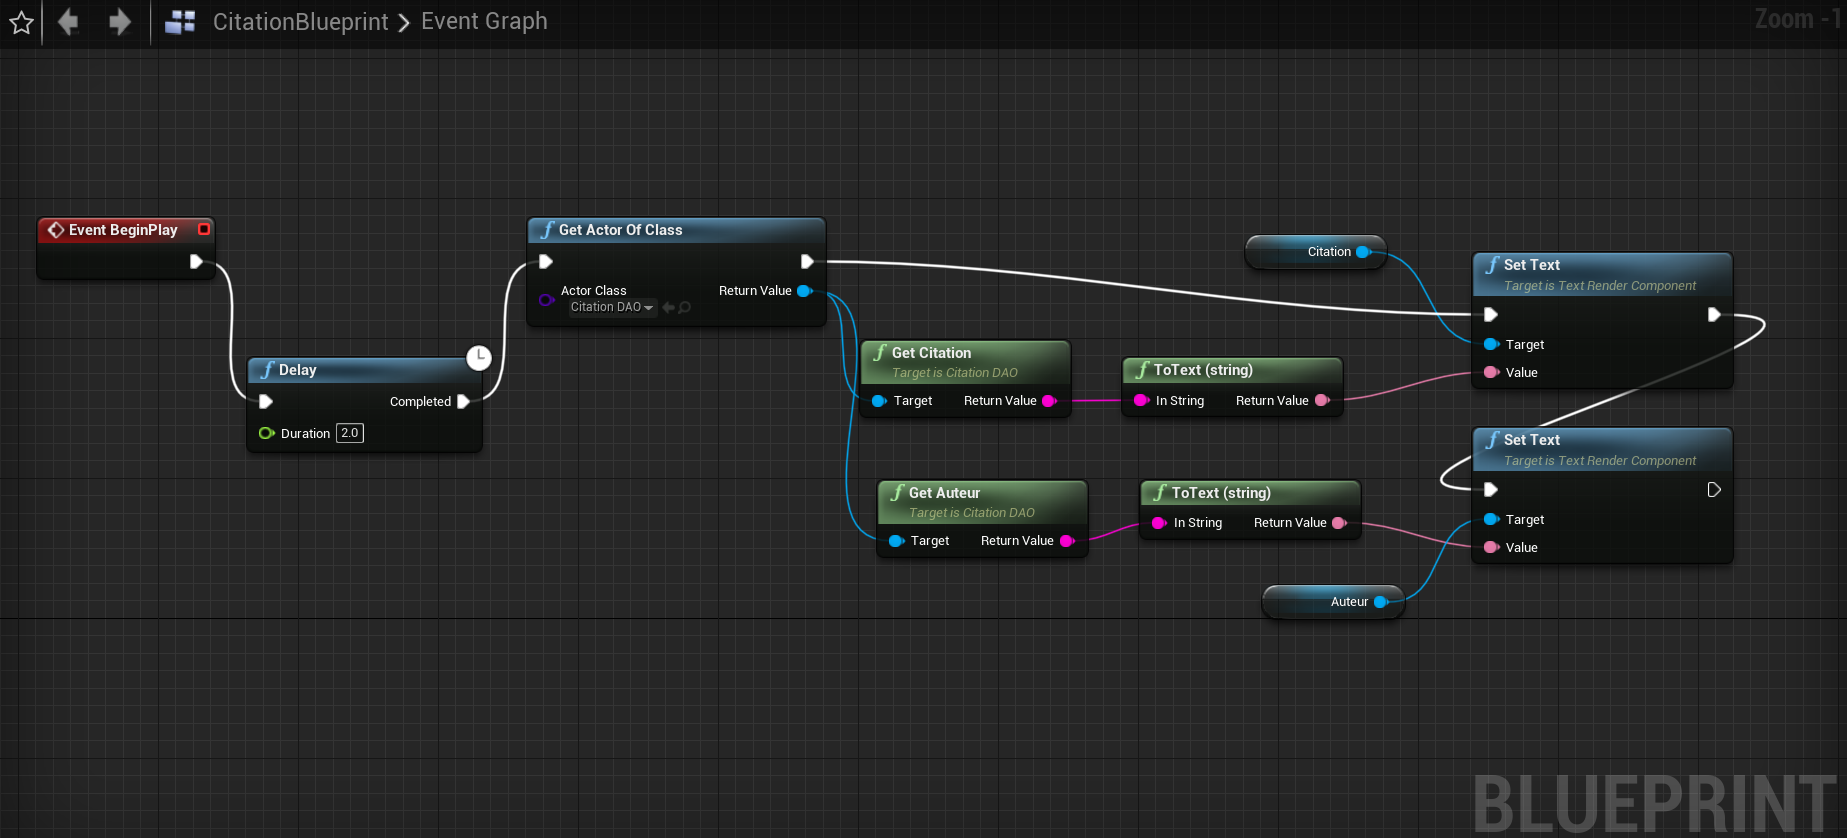 CitationBlueprint > Event Graph
Zoom -1
Event BeginPlay
Delay
Completed
Duration 2.0
Get Actor Of Class
Actor Class
Citation DAO
Return Value
Get Citation
Target is Citation DAO
Target Return Value
ToText (string)
In String Return Value
Citation
Set Text
Target is Text Render Component
Target
Value
Get Auteur
Target is Citation DAO
Target Return Value
ToText (string)
In String Return Value
Auteur
Set Text
Target is Text Render Component
Target
Value
BLUEPRINT